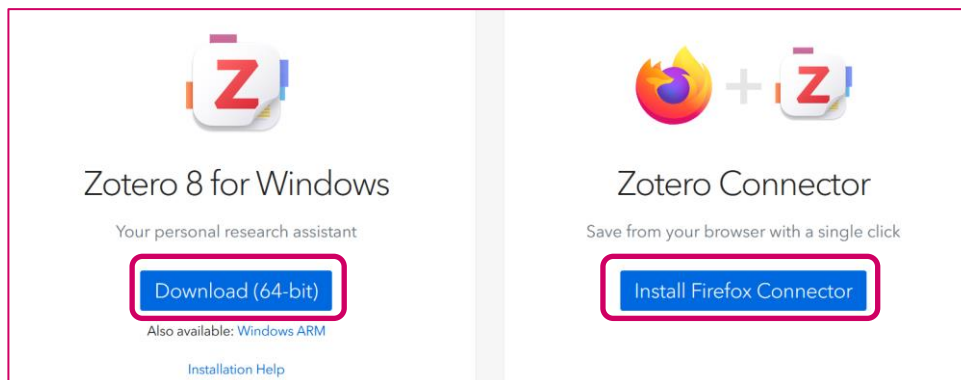 Z
Z
Zotero 8 for Windows
Your personal research assistant
Download (64-bit)
Also available: Windows ARM
Installation Help
Zotero Connector
Save from your browser with a single click
Install Firefox Connector